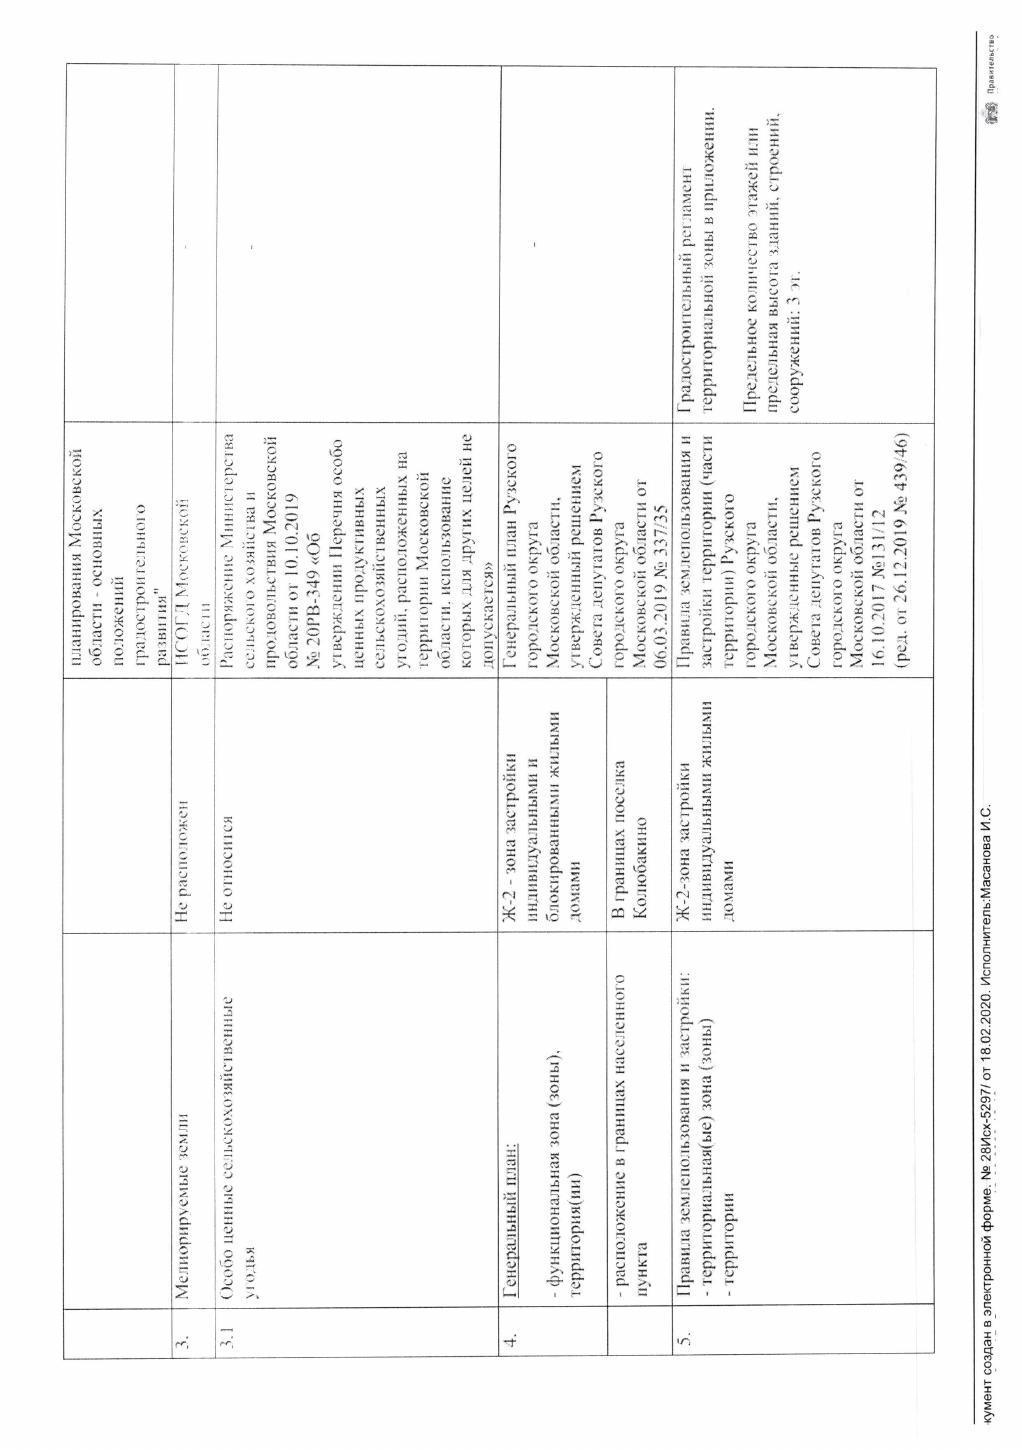 планирования Московской
области - основных
положений
градостроительного
развития"
3.
Мелиорируемые земли
Не расположен
ИСОГД Московской
области
-
3.1
Особо ценные сельскохозяйственные
угодья
Не относится
Распоряжение Министерства
сельского хозяйства и
продовольствия Московской
области от 10.10.2019
№ 20РВ-349 «Об
утверждении Перечня особо
ценных продуктивных
сельскохозяйственных
угодий, расположенных на
территории Московской
области, использование
которых для других целей не
допускается»
-
4.
Генеральный план:
- функциональная зона (зоны),
территория(ии)
Ж-2 - зона застройки
индивидуальными и
блокированными жилыми
домами
Генеральный план Рузского
городского округа
Московской области,
утвержденный решением
Совета депутатов Рузского
городского округа
Московской области от
06.03.2019 № 337/35
-
- расположение в границах населенного
пункта
В границах поселка
Колюбакино
5.
Правила землепользования и застройки:
- территориальная(ые) зона (зоны)
- территории
Ж-2-зона застройки
индивидуальными жилыми
домами
Правила землепользования и
застройки территории (части
территории) Рузского
городского округа
Московской области,
утвержденные решением
Совета депутатов Рузского
городского округа
Московской области от
16.10.2017 № 131/12
(ред. от 26.12.2019 № 439/46)
Градостроительный регламент
территориальной зоны в приложении.
Предельное количество этажей или
предельная высота зданий, строений,
сооружений: 3 эт.
кумент создан в электронной форме. № 28Исх-5297/ от 18.02.2020. Исполнитель:Масанова И.С.
Правительство